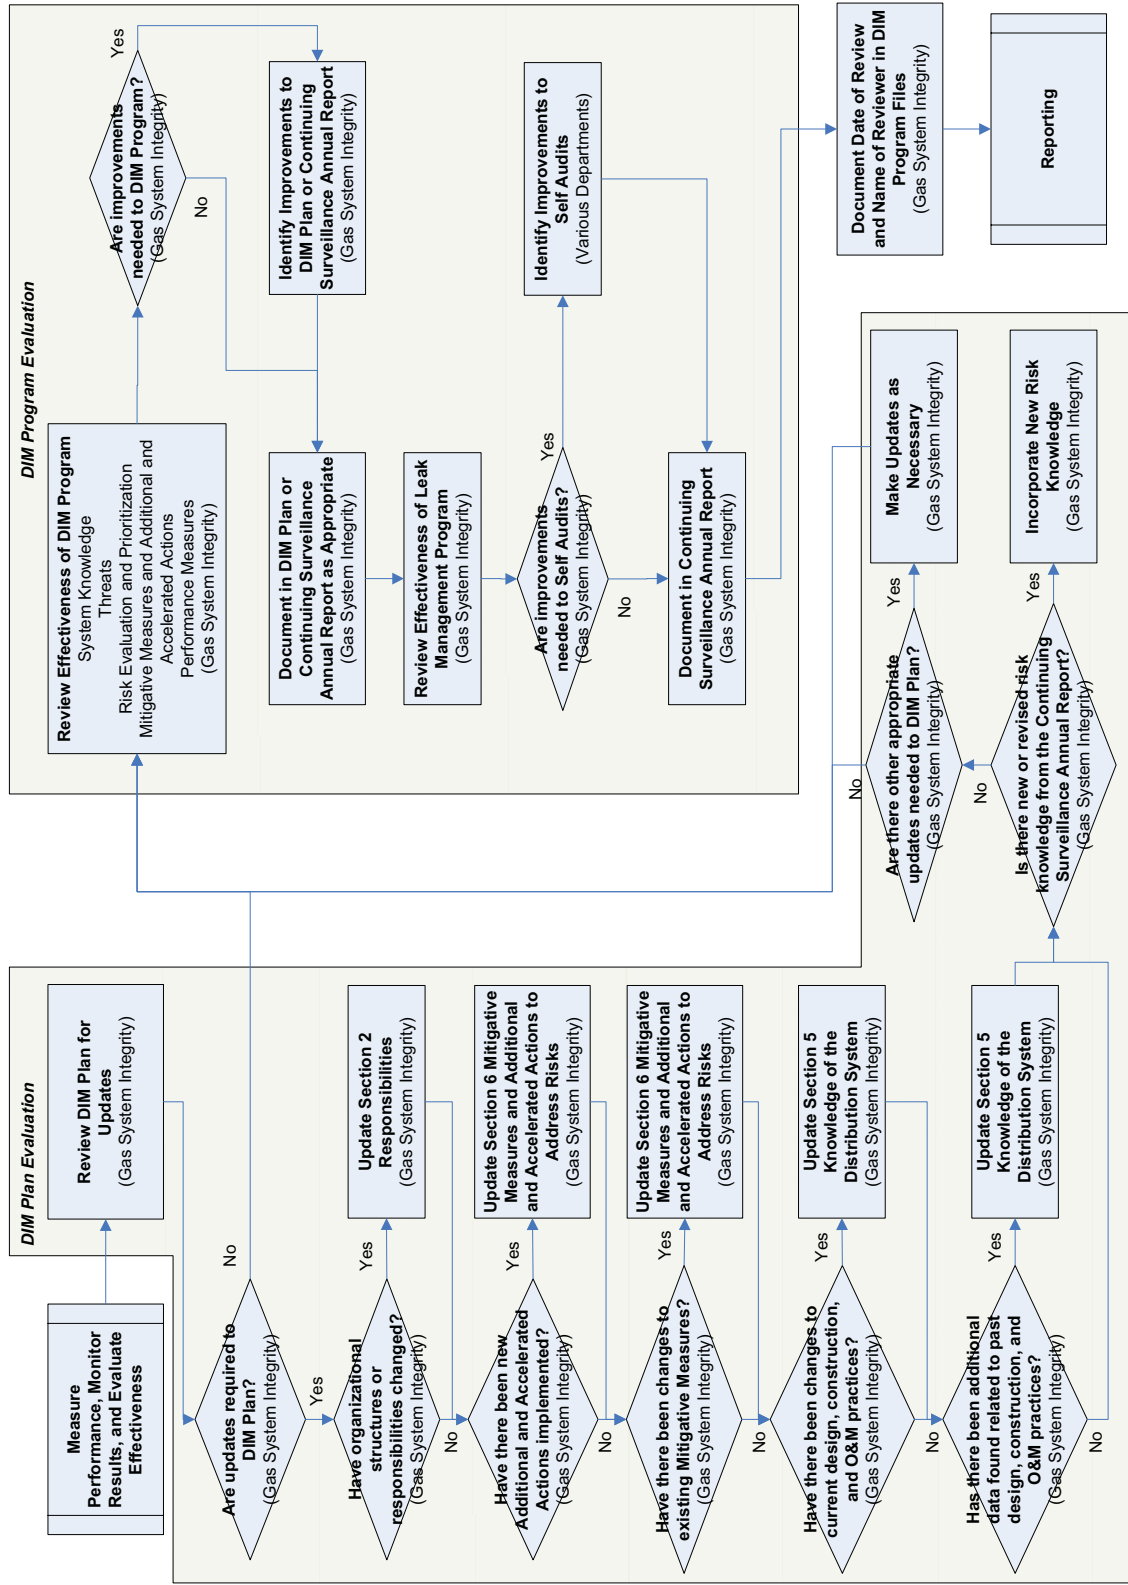 DIM Plan Evaluation
Measure
Performance, Monitor
Results, and Evaluate
Effectiveness
Review DIM Plan for
Updates
(Gas System Integrity)
Are updates required to
DIM Plan?
(Gas System Integrity)
No
Yes
Have organizational
structures or
responsibilities changed?
(Gas System Integrity)
Yes
Update Section 2
Responsibilities
(Gas System Integrity)
No
Have there been new
Additional and Accelerated
Actions implemented?
(Gas System Integrity)
Yes
Update Section 6 Mitigative
Measures and Additional
and Accelerated Actions to
Address Risks
(Gas System Integrity)
No
Have there been changes to
existing Mitigative Measures?
(Gas System Integrity)
Yes
Update Section 6 Mitigative
Measures and Additional
and Accelerated Actions to
Address Risks
(Gas System Integrity)
No
Have there been changes to
current design, construction,
and O&M practices?
(Gas System Integrity)
Yes
Update Section 5
Knowledge of the
Distribution System
(Gas System Integrity)
No
Has there been additional
data found related to past
design, construction, and
O&M practices?
(Gas System Integrity)
Yes
Update Section 5
Knowledge of the
Distribution System
(Gas System Integrity)
No
Is there new or revised risk
knowledge from the Continuing
Surveillance Annual Report?
(Gas System Integrity)
Yes
Incorporate New Risk
Knowledge
(Gas System Integrity)
No
Are there other appropriate
updates needed to DIM Plan?
(Gas System Integrity)
Yes
Make Updates as
Necessary
(Gas System Integrity)
No
DIM Program Evaluation
Review Effectiveness of DIM Program
System Knowledge
Threats
Risk Evaluation and Prioritization
Mitigative Measures and Additional and
Accelerated Actions
Performance Measures
(Gas System Integrity)
Are improvements
needed to DIM Program?
(Gas System Integrity)
Yes
No
Identify Improvements to
DIM Plan or Continuing
Surveillance Annual Report
(Gas System Integrity)
Document in DIM Plan or
Continuing Surveillance
Annual Report as Appropriate
(Gas System Integrity)
Review Effectiveness of Leak
Management Program
(Gas System Integrity)
Are improvements
needed to Self Audits?
(Gas System Integrity)
Yes
No
Identify Improvements to
Self Audits
(Various Departments)
Document in Continuing
Surveillance Annual Report
(Gas System Integrity)
Document Date of Review
and Name of Reviewer in DIM
Program Files
(Gas System Integrity)
Reporting